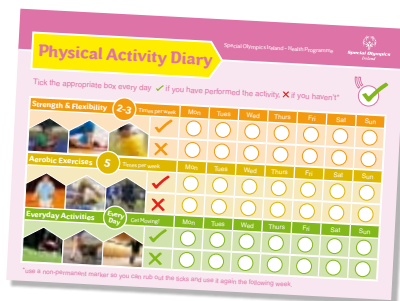 Physical Activity Diary
Special Olympics Ireland - Health Programme
Special Olympics
Ireland
Tick the appropriate box every day ✓ if you have performed the activity, ✗ if you haven't*
Strength & Flexibility 2-3 Times per week Mon Tues Wed Thurs Fri Sat Sun
Aerobic Exercises 5 Times per week Mon Tues Wed Thurs Fri Sat Sun
Everyday Activities Every Day Get Moving! Mon Tues Wed Thurs Fri Sat Sun
*use a non-permanent marker so you can rub out the ticks and use it again the following week.